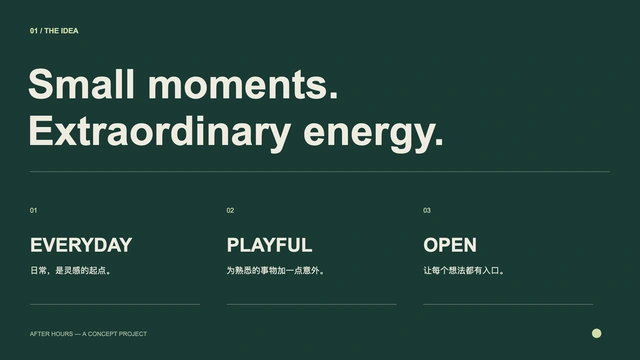 01 / THE IDEA
Small moments.
Extraordinary energy.
01
02
03
EVERYDAY
PLAYFUL
OPEN
日常，是灵感的起点。
为熟悉的事物加一点意外。
让每个想法都有入口。
AFTER HOURS — A CONCEPT PROJECT